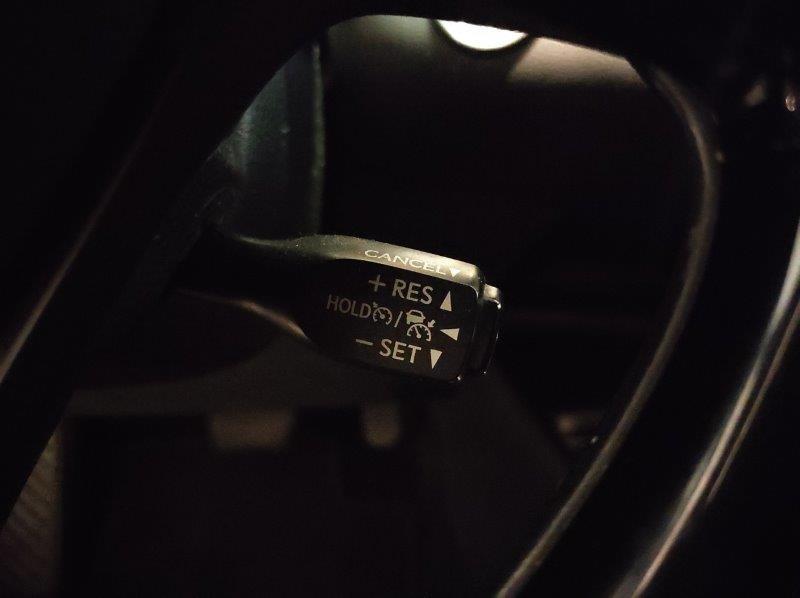 CANCEL▼
+ RES ▲
HOLD / ◀
− SET ▼